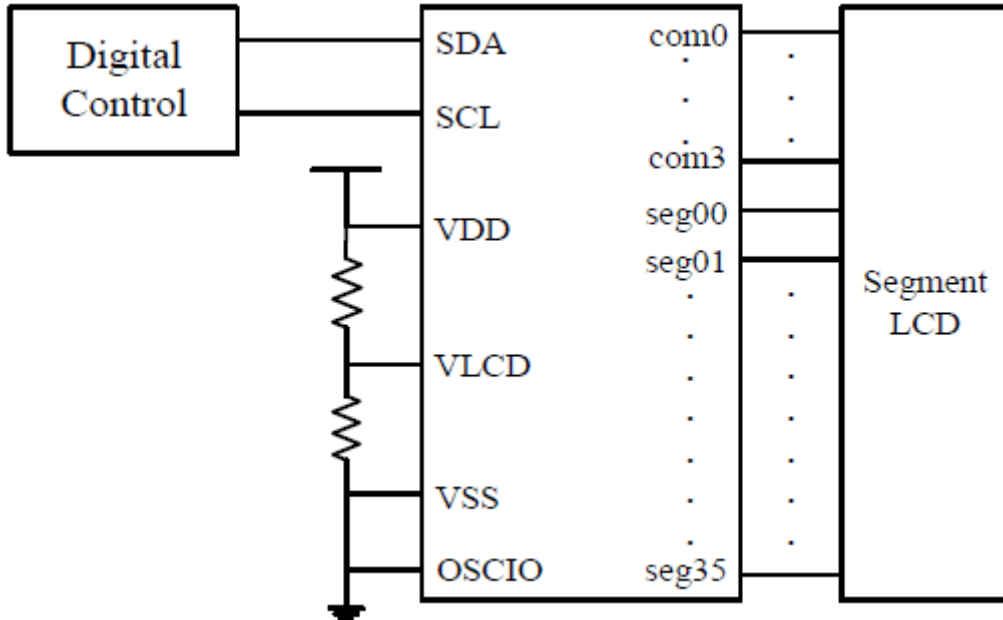 Digital
Control
SDA
SCL
VDD
VLCD
VSS
OSCIO
com0
com3
seg00
seg01
seg35
Segment
LCD